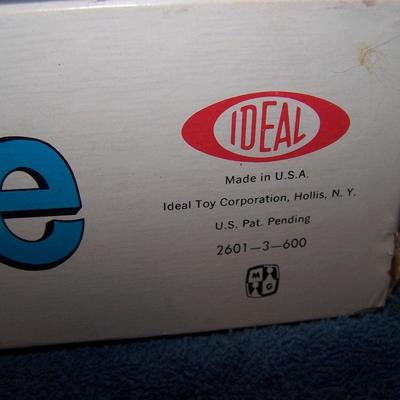 e
IDEAL
Made in U.S.A.
Ideal Toy Corporation, Hollis, N. Y.
U.S. Pat. Pending
2601—3—600
M
G